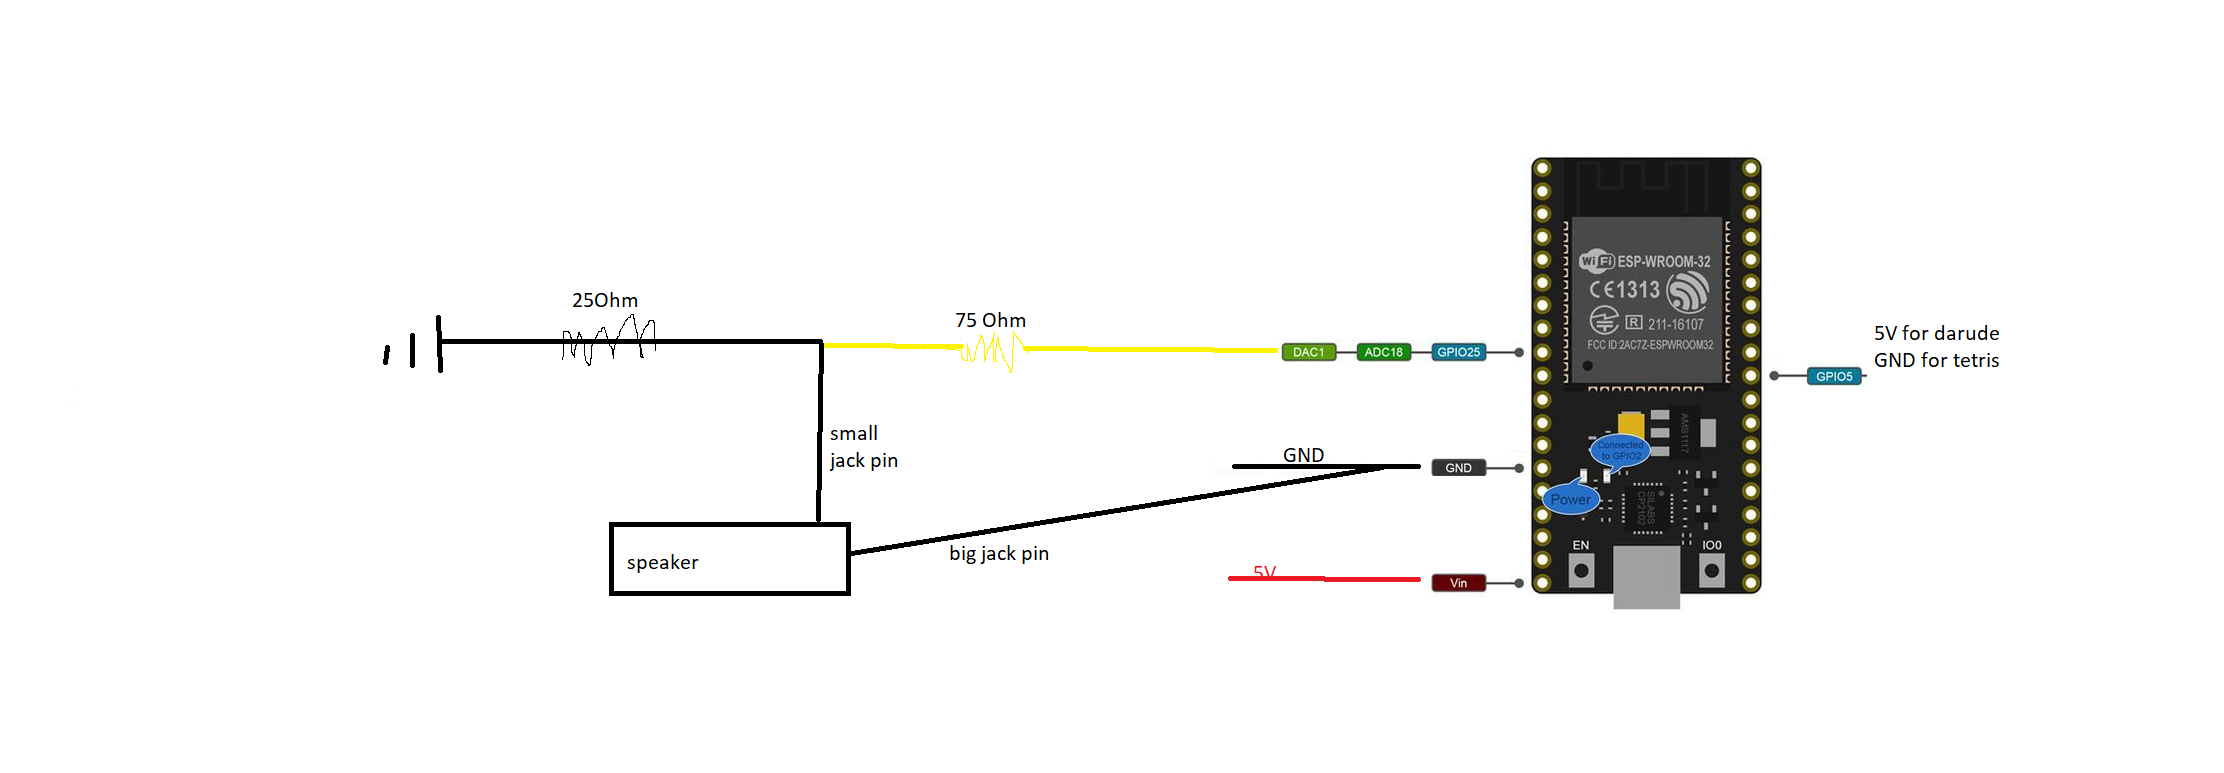 25Ohm
75 Ohm
small
jack pin
speaker
big jack pin
GND
5V
DAC1
ADC18
GPIO25
GND
Vin
WiFi ESP-WROOM-32
CE1313
R 211-16107
FCC ID:2AC7Z-ESPWROOM32
AMS1117
Connected
to GPIO2
Power
SILABS
CP2102
EN
IO0
GPIO5
5V for darude
GND for tetris